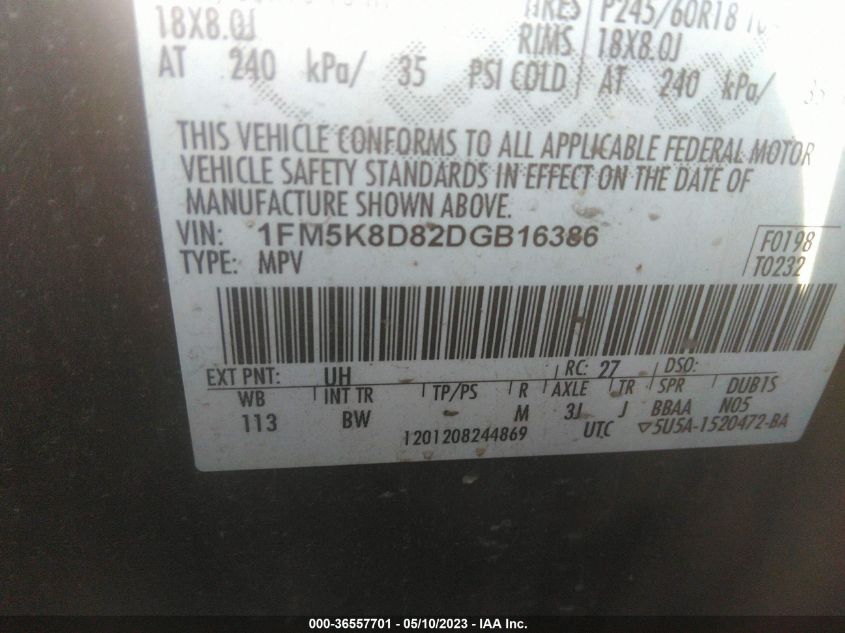 18X8.0J
TIRES P245/60R18
RIMS 18X8.0J
AT 240 kPa/ 35 PSI COLD AT 240 kPa/ 35
THIS VEHICLE CONFORMS TO ALL APPLICABLE FEDERAL MOTOR
VEHICLE SAFETY STANDARDS IN EFFECT ON THE DATE OF
MANUFACTURE SHOWN ABOVE.
VIN: 1FM5K8D82DGB16386
F0198
TYPE: MPV
T0232
EXT PNT: UH RC: 27 DSO:
WB INT TR TP/PS R AXLE TR SPR DUB1S
113 BW - M 3J J BBAA N05
1201208244869 UTC ▽5U5A-1520472-BA
000-36557701 - 05/10/2023 - IAA Inc.